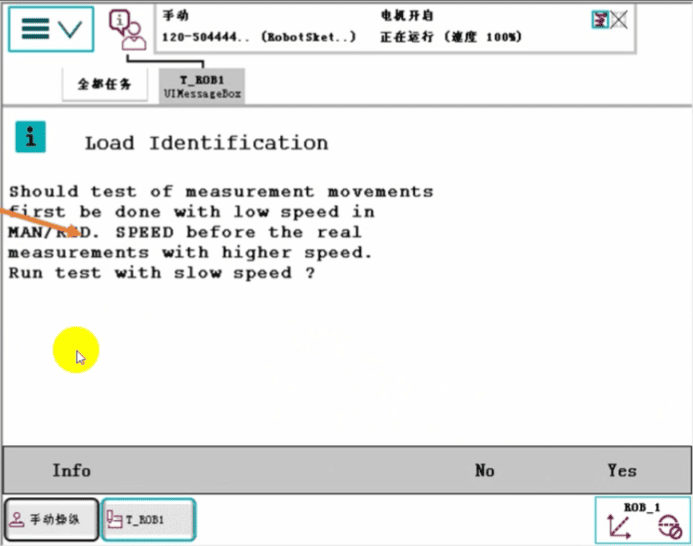 手动
电机开启
120-504444.. (RobotSket..)
正在运行 (速度 100%)
全部任务
T_ROB1
UIMessageBox
Load Identification
Should test of measurement movements
first be done with low speed in
MAN/RED. SPEED before the real
measurements with higher speed.
Run test with slow speed ?
Info
No
Yes
手动操纵
T_ROB1
ROB_1